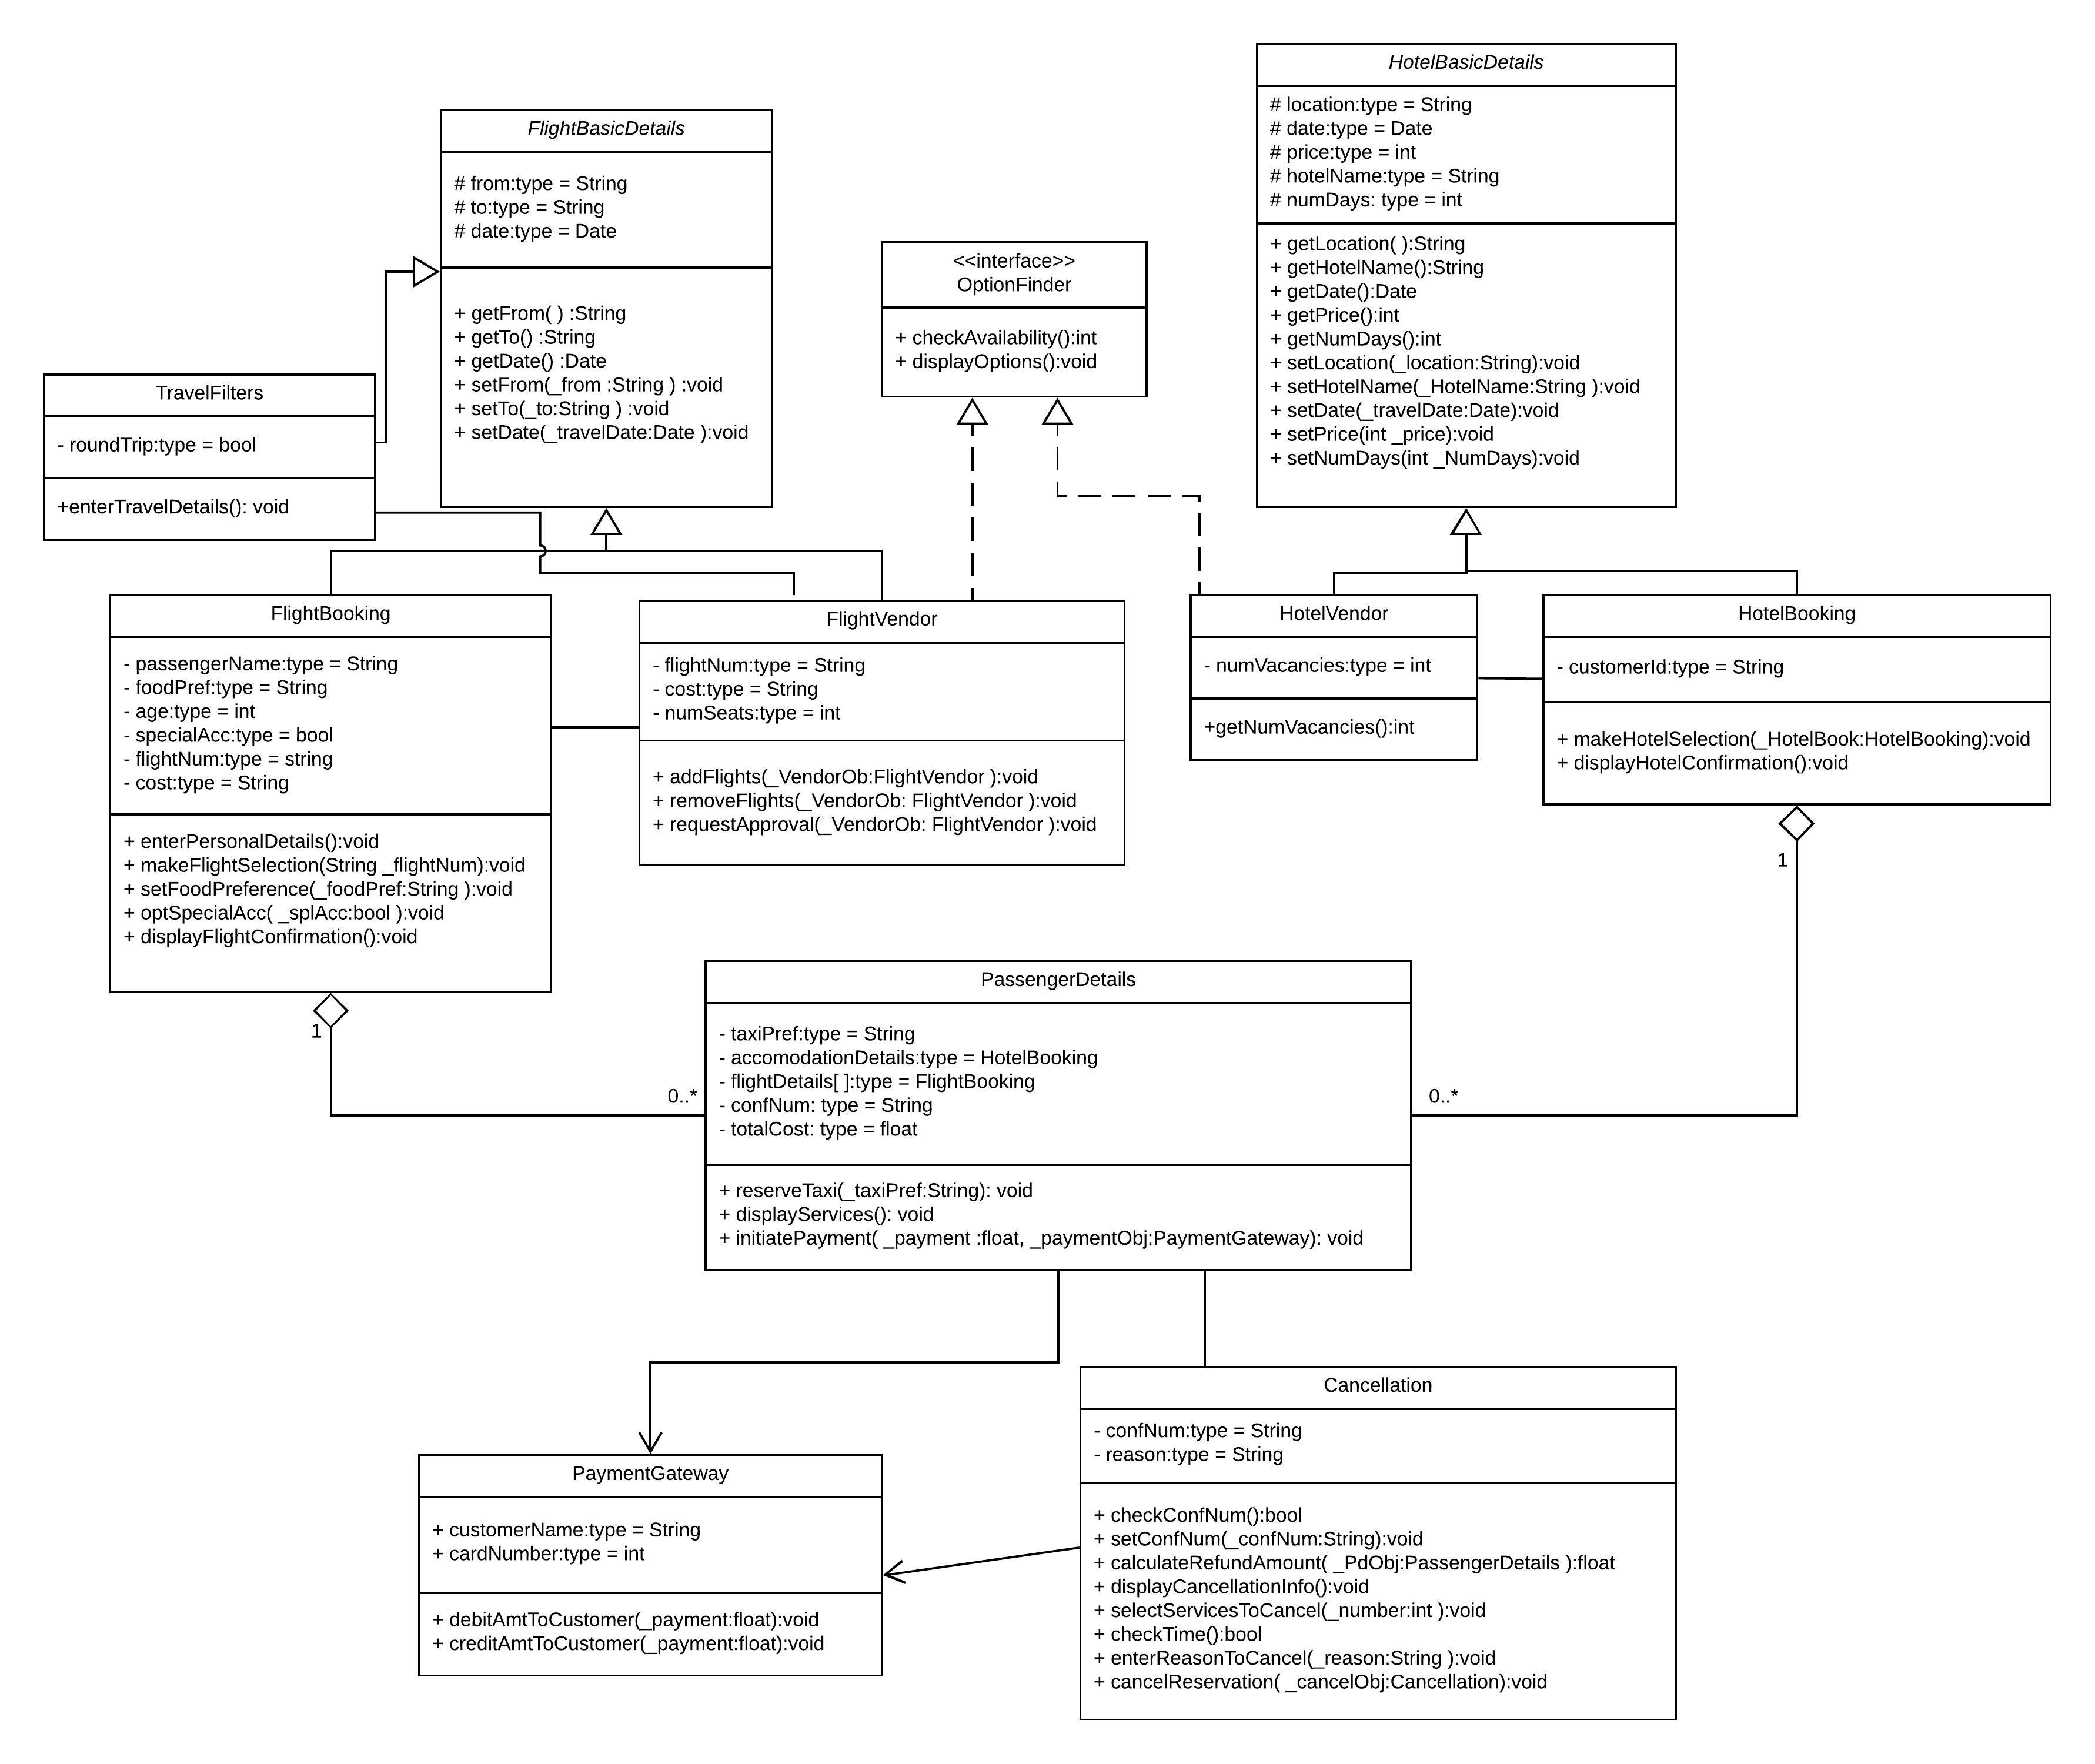 HotelBasicDetails
# location:type = String
# date:type = Date
# price:type = int
# hotelName:type = String
# numDays: type = int
+ getLocation( ):String
+ getHotelName():String
+ getDate():Date
+ getPrice():int
+ getNumDays():int
+ setLocation(_location:String):void
+ setHotelName(_HotelName:String ):void
+ setDate(_travelDate:Date):void
+ setPrice(int _price):void
+ setNumDays(int _NumDays):void
FlightBasicDetails
# from:type = String
# to:type = String
# date:type = Date
+ getFrom( ) :String
+ getTo() :String
+ getDate() :Date
+ setFrom(_from :String ) :void
+ setTo(_to:String ) :void
+ setDate(_travelDate:Date ):void
<<interface>>
OptionFinder
+ checkAvailability():int
+ displayOptions():void
TravelFilters
- roundTrip:type = bool
+enterTravelDetails(): void
FlightBooking
- passengerName:type = String
- foodPref:type = String
- age:type = int
- specialAcc:type = bool
- flightNum:type = string
- cost:type = String
+ enterPersonalDetails():void
+ makeFlightSelection(String _flightNum):void
+ setFoodPreference(_foodPref:String ):void
+ optSpecialAcc( _splAcc:bool ):void
+ displayFlightConfirmation():void
FlightVendor
- flightNum:type = String
- cost:type = String
- numSeats:type = int
+ addFlights(_VendorOb:FlightVendor ):void
+ removeFlights(_VendorOb: FlightVendor ):void
+ requestApproval(_VendorOb: FlightVendor ):void
HotelVendor
- numVacancies:type = int
+getNumVacancies():int
HotelBooking
- customerId:type = String
+ makeHotelSelection(_HotelBook:HotelBooking):void
+ displayHotelConfirmation():void
1
1
0..*
0..*
PassengerDetails
- taxiPref:type = String
- accomodationDetails:type = HotelBooking
- flightDetails[ ]:type = FlightBooking
- confNum: type = String
- totalCost: type = float
+ reserveTaxi(_taxiPref:String): void
+ displayServices(): void
+ initiatePayment( _payment :float, _paymentObj:PaymentGateway): void
Cancellation
- confNum:type = String
- reason:type = String
+ checkConfNum():bool
+ setConfNum(_confNum:String):void
+ calculateRefundAmount( _PdObj:PassengerDetails ):float
+ displayCancellationInfo():void
+ selectServicesToCancel(_number:int ):void
+ checkTime():bool
+ enterReasonToCancel(_reason:String ):void
+ cancelReservation( _cancelObj:Cancellation):void
PaymentGateway
+ customerName:type = String
+ cardNumber:type = int
+ debitAmtToCustomer(_payment:float):void
+ creditAmtToCustomer(_payment:float):void